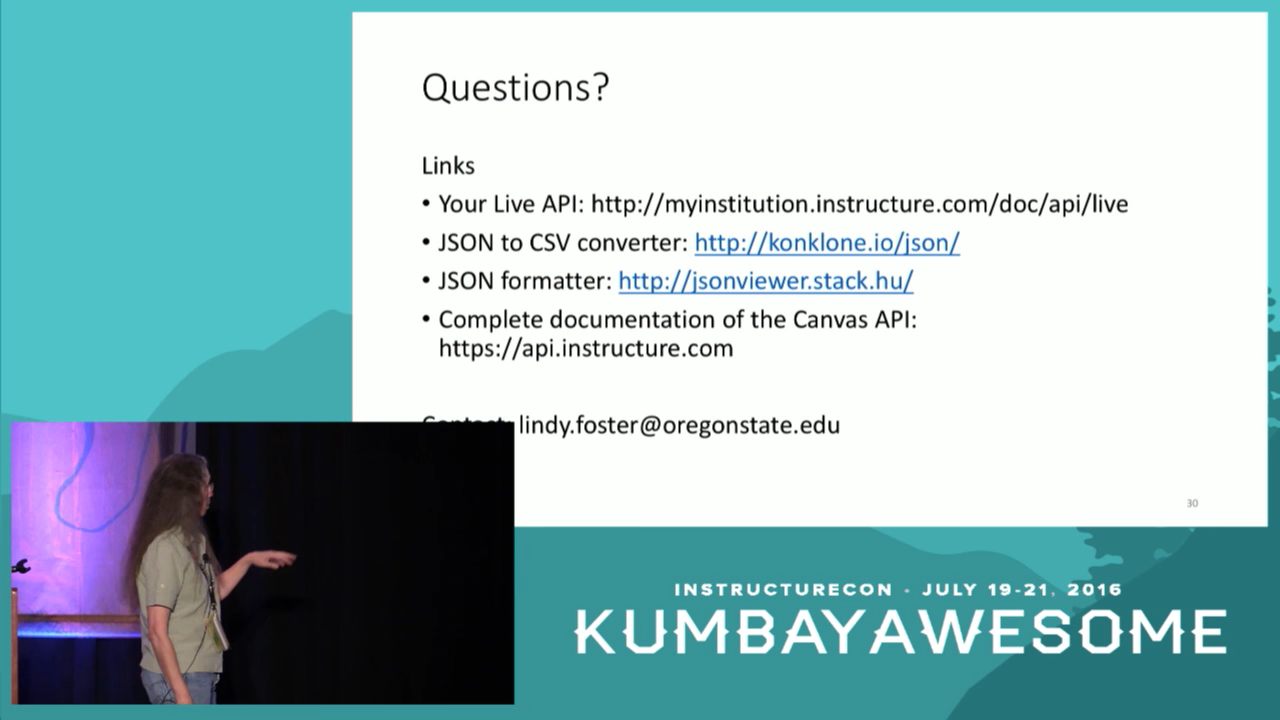 Questions?
Links
• Your Live API: http://myinstitution.instructure.com/doc/api/live
• JSON to CSV converter: http://konklone.io/json/
• JSON formatter: http://jsonviewer.stack.hu/
• Complete documentation of the Canvas API:
https://api.instructure.com
lindy.foster@oregonstate.edu
30
INSTRUCTURECON - JULY 19-21, 2016
KUMBAYAWESOME